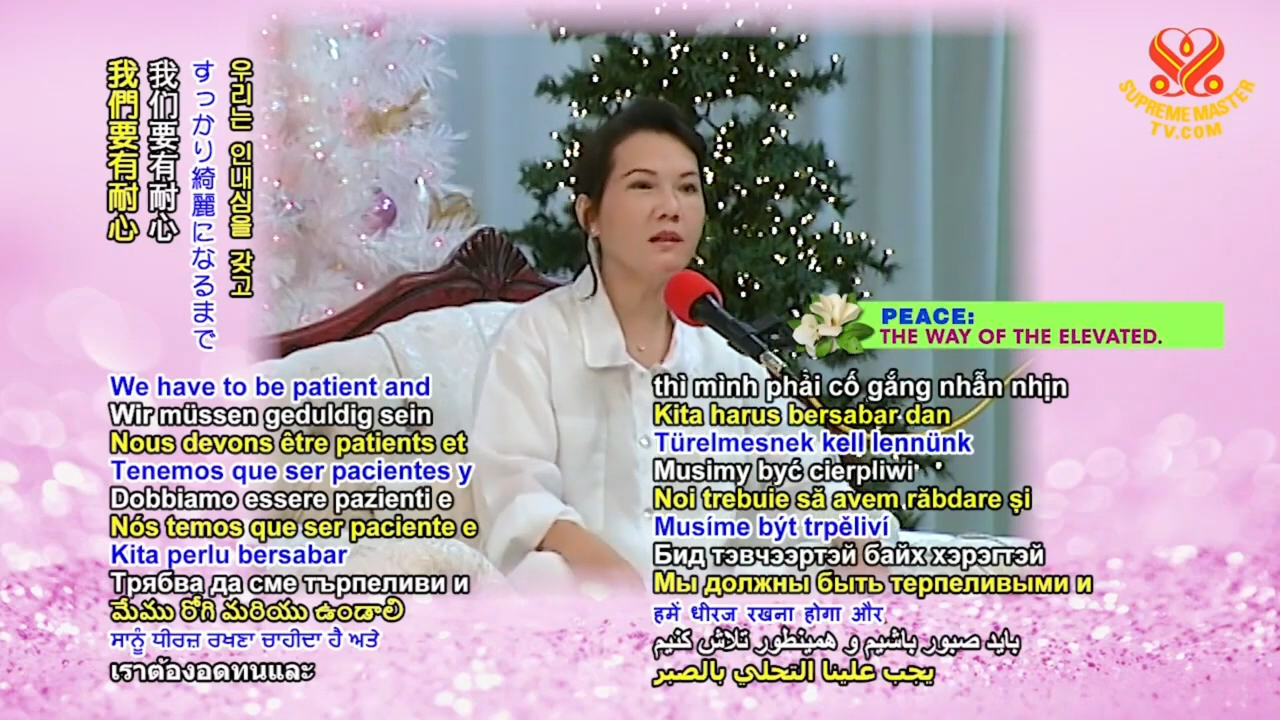 我們要有耐心
我们要有耐心
すっかり綺麗になるまで
우리는 인내심을 갖고
SUPREME MASTER
TV.COM
PEACE:
THE WAY OF THE ELEVATED.
We have to be patient and
Wir müssen geduldig sein
Nous devons être patients et
Tenemos que ser pacientes y
Dobbiamo essere pazienti e
Nós temos que ser paciente e
Kita perlu bersabar
Трябва да сме търпеливи и
మేము రోగి మరియు ఉండాలి
ਸਾਨੂੰ ਧੀਰਜ਼ ਰਖਣਾ ਚਾਹੀਦਾ ਹੈ ਅਤੇ
เราต้องอดทนและ
thì mình phải cố gắng nhẫn nhịn
Kita harus bersabar dan
Türelmesnek kell lennünk
Musimy być cierpliwi
Noi trebuie să avem răbdare și
Musíme být trpěliví
Бид тэвчээртэй байх хэрэгтэй
Мы должны быть терпеливыми и
हमें धीरज रखना होगा और
باید صبور باشیم و همینطور تلاش کنیم
يجب علينا التحلي بالصبر